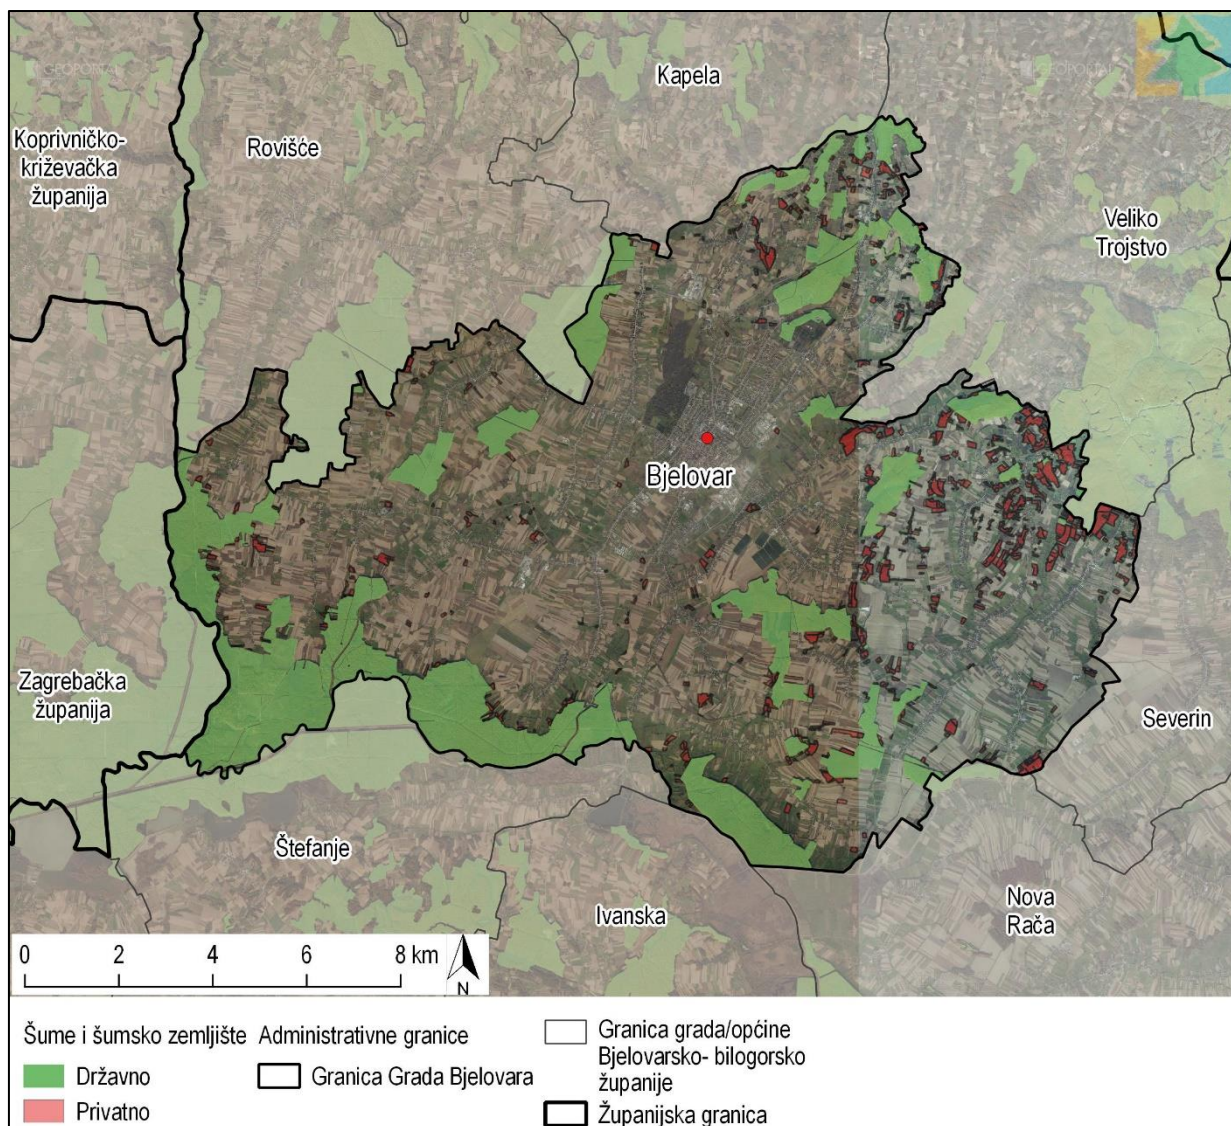 GEOPORTAL
GEOPORTAL
Kapela
Koprivničko-
križevačka
županija
Rovišće
Veliko
Trojstvo
Bjelovar
Zagrebačka
županija
Severin
Štefanje
Ivanska
Nova
Rača
0 2 4 6 8 km
N
Šume i šumsko zemljište
Državno
Privatno
Administrativne granice
Granica Grada Bjelovara
Granica grada/općine
Bjelovarsko- bilogorsko
županije
Županijska granica